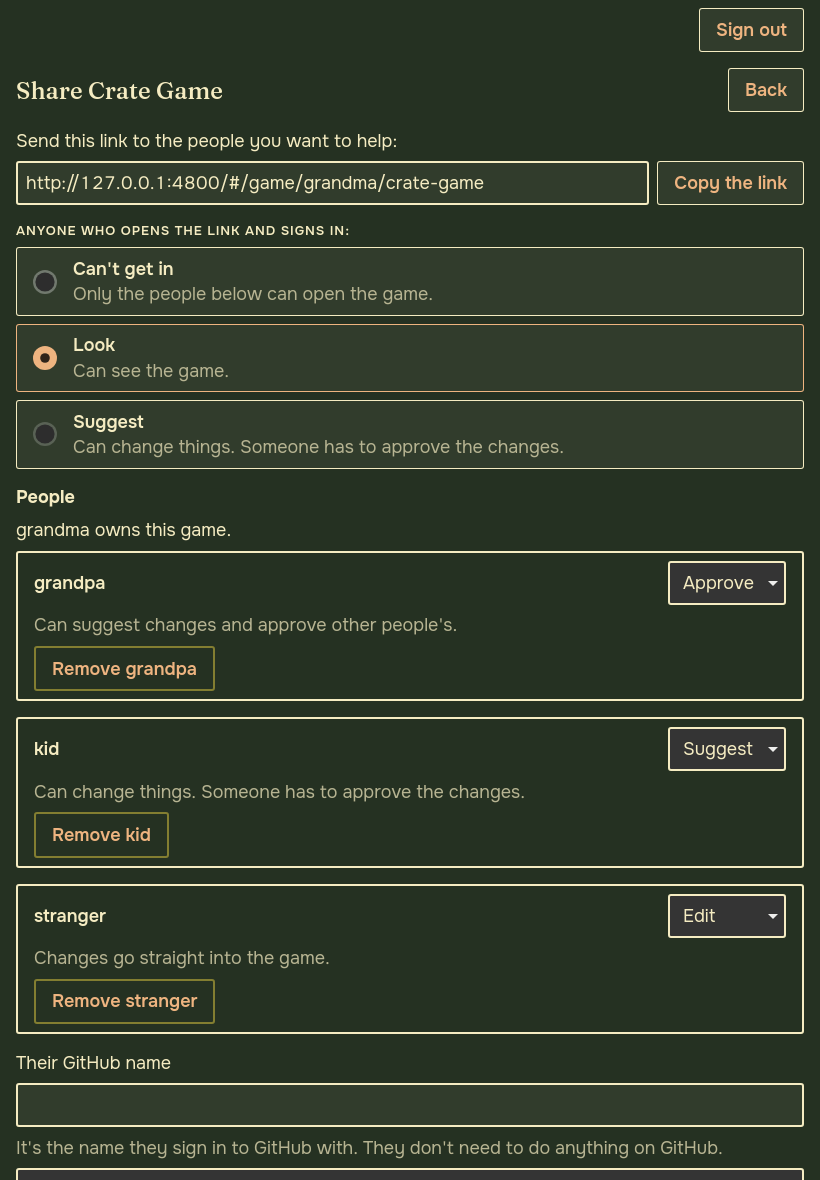 Sign out
Share Crate Game
Back
Send this link to the people you want to help:
http://127.0.0.1:4800/#/game/grandma/crate-game
Copy the link
ANYONE WHO OPENS THE LINK AND SIGNS IN:
Can't get in
Only the people below can open the game.
Look
Can see the game.
Suggest
Can change things. Someone has to approve the changes.
People
grandma owns this game.
grandpa
Approve
Can suggest changes and approve other people's.
Remove grandpa
kid
Suggest
Can change things. Someone has to approve the changes.
Remove kid
stranger
Edit
Changes go straight into the game.
Remove stranger
Their GitHub name
It's the name they sign in to GitHub with. They don't need to do anything on GitHub.